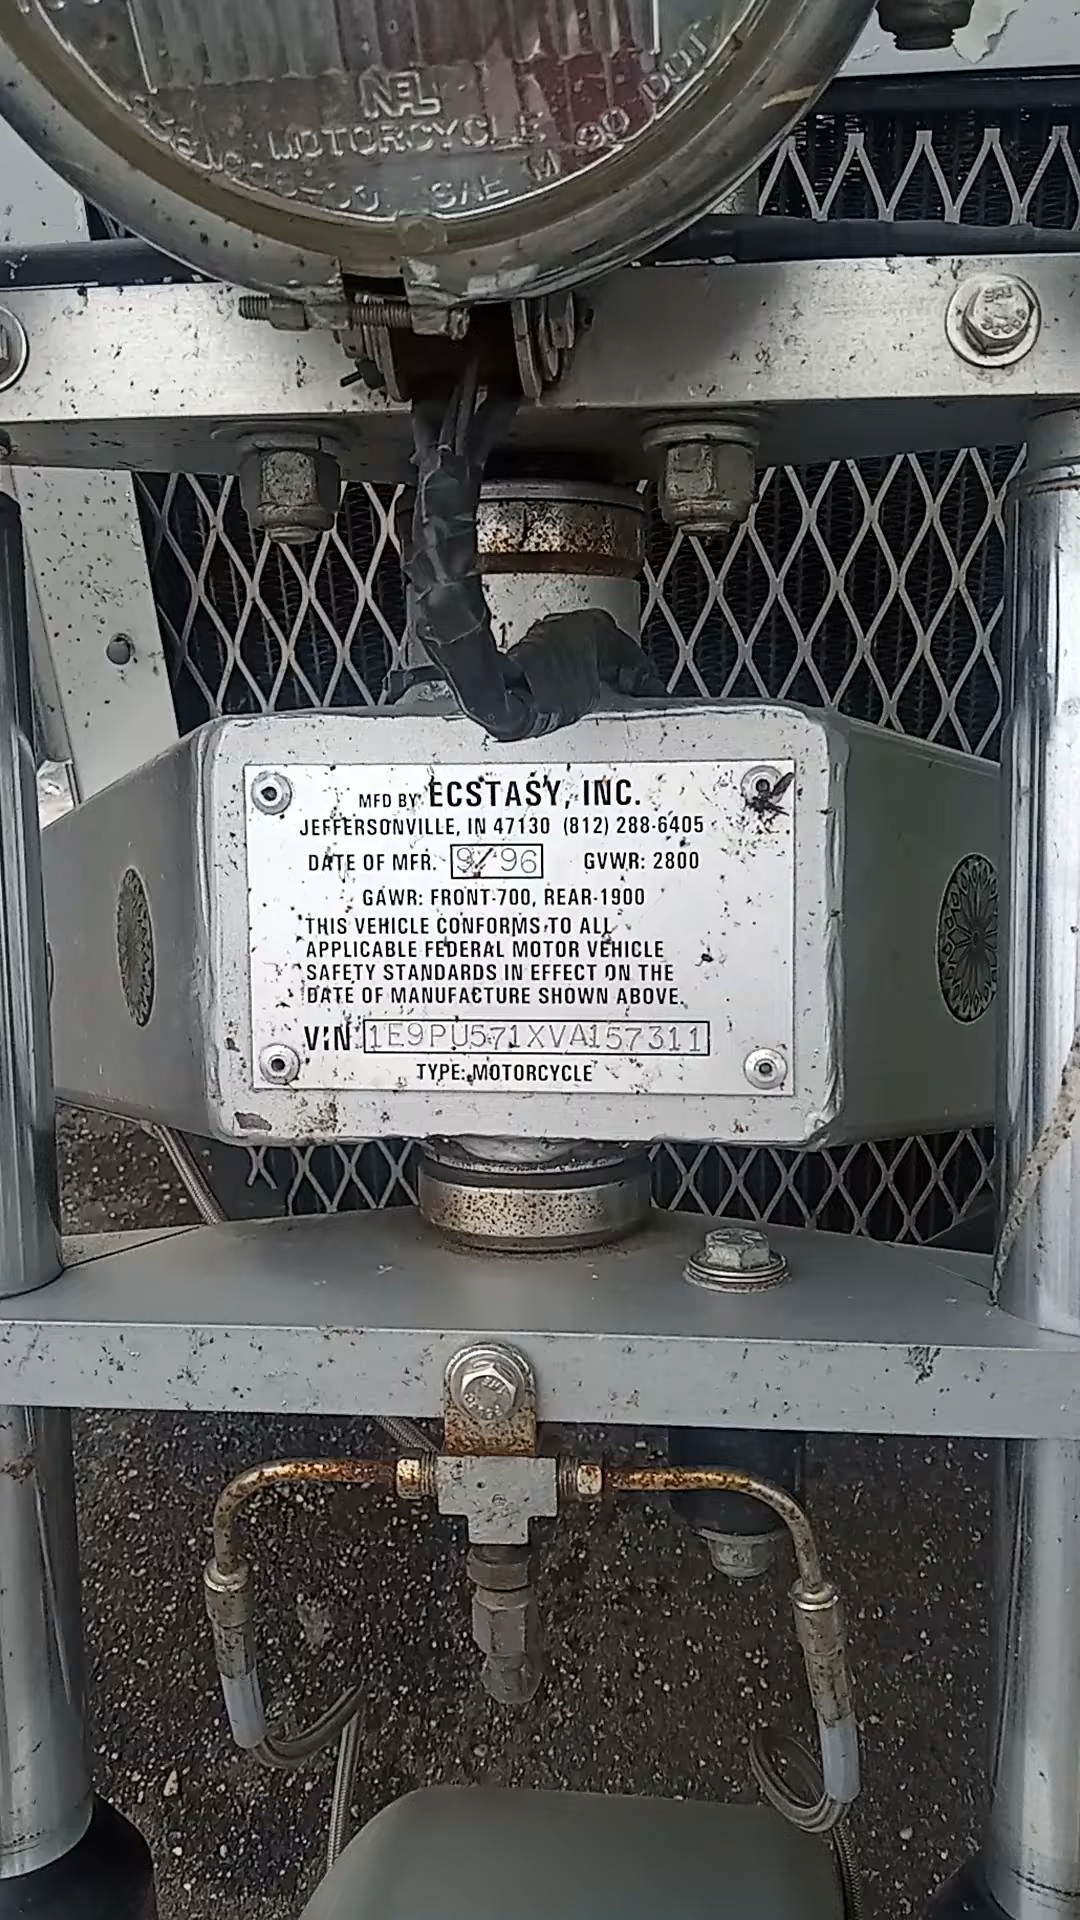 MOTORCYCLE 90 DOT
SAE M
MFD BY ECSTASY, INC.
JEFFERSONVILLE, IN 47130 (812) 288-6405
DATE OF MFR. 9/96 GVWR: 2800
GAWR: FRONT-700, REAR-1900
THIS VEHICLE CONFORMS TO ALL
APPLICABLE FEDERAL MOTOR VEHICLE
SAFETY STANDARDS IN EFFECT ON THE
DATE OF MANUFACTURE SHOWN ABOVE.
VIN 1E9PU571XVA157311
TYPE: MOTORCYCLE